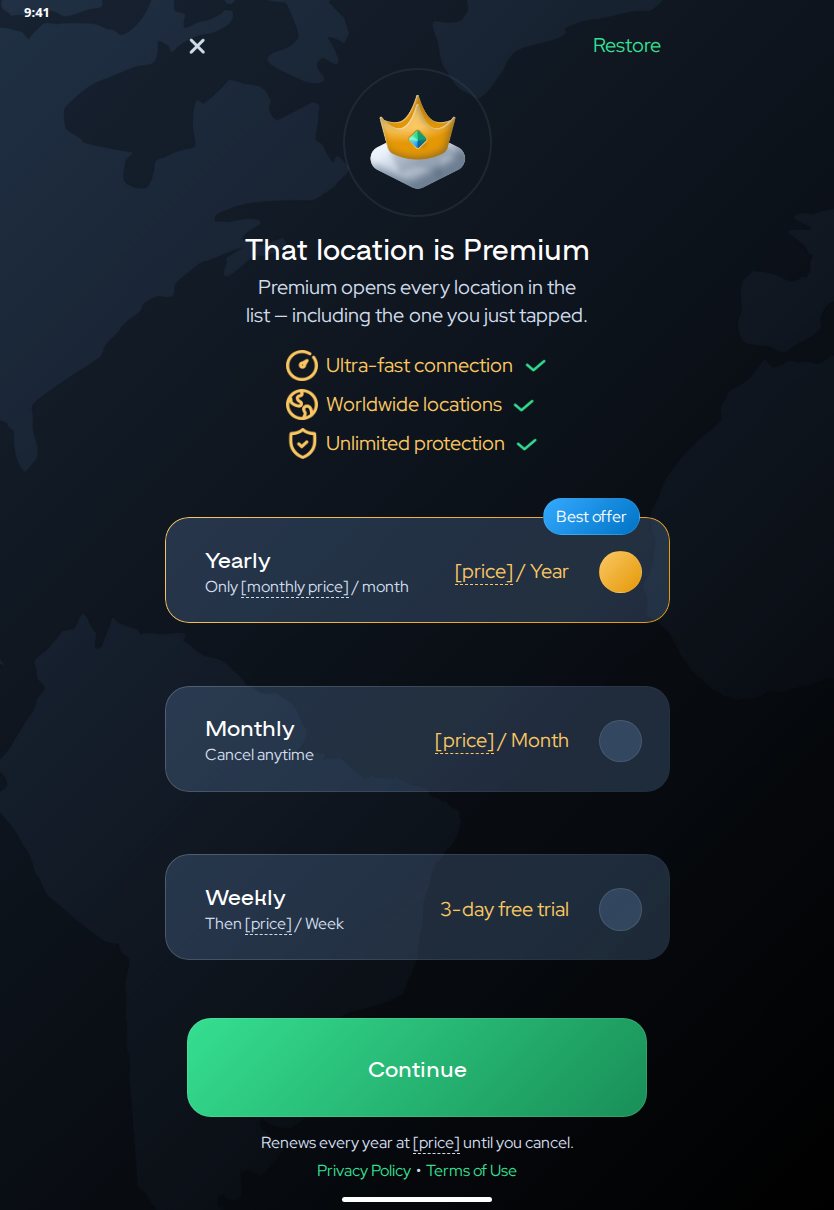 9:41
Restore
That location is Premium
Premium opens every location in the
list – including the one you just tapped.
Ultra-fast connection
Worldwide locations
Unlimited protection
Best offer
Yearly
Only [monthly price] / month
[price] / Year
Monthly
Cancel anytime
[price] / Month
Weekly
Then [price] / Week
3-day free trial
Continue
Renews every year at [price] until you cancel.
Privacy Policy • Terms of Use